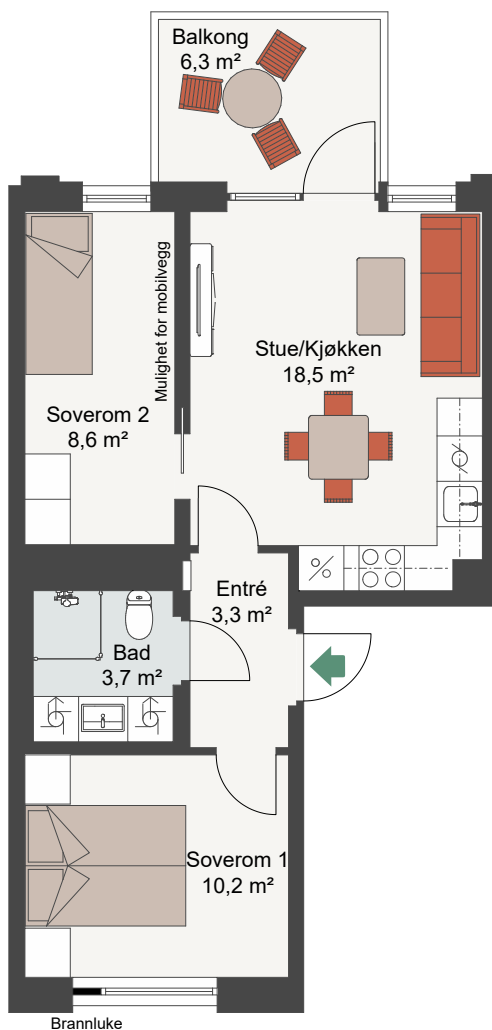 Balkong
6,3 m²
Mulighet for mobilvegg
Stue/Kjøkken
18,5 m²
Soverom 2
8,6 m²
Entré
3,3 m²
Bad
3,7 m²
Soverom 1
10,2 m²
Brannluke